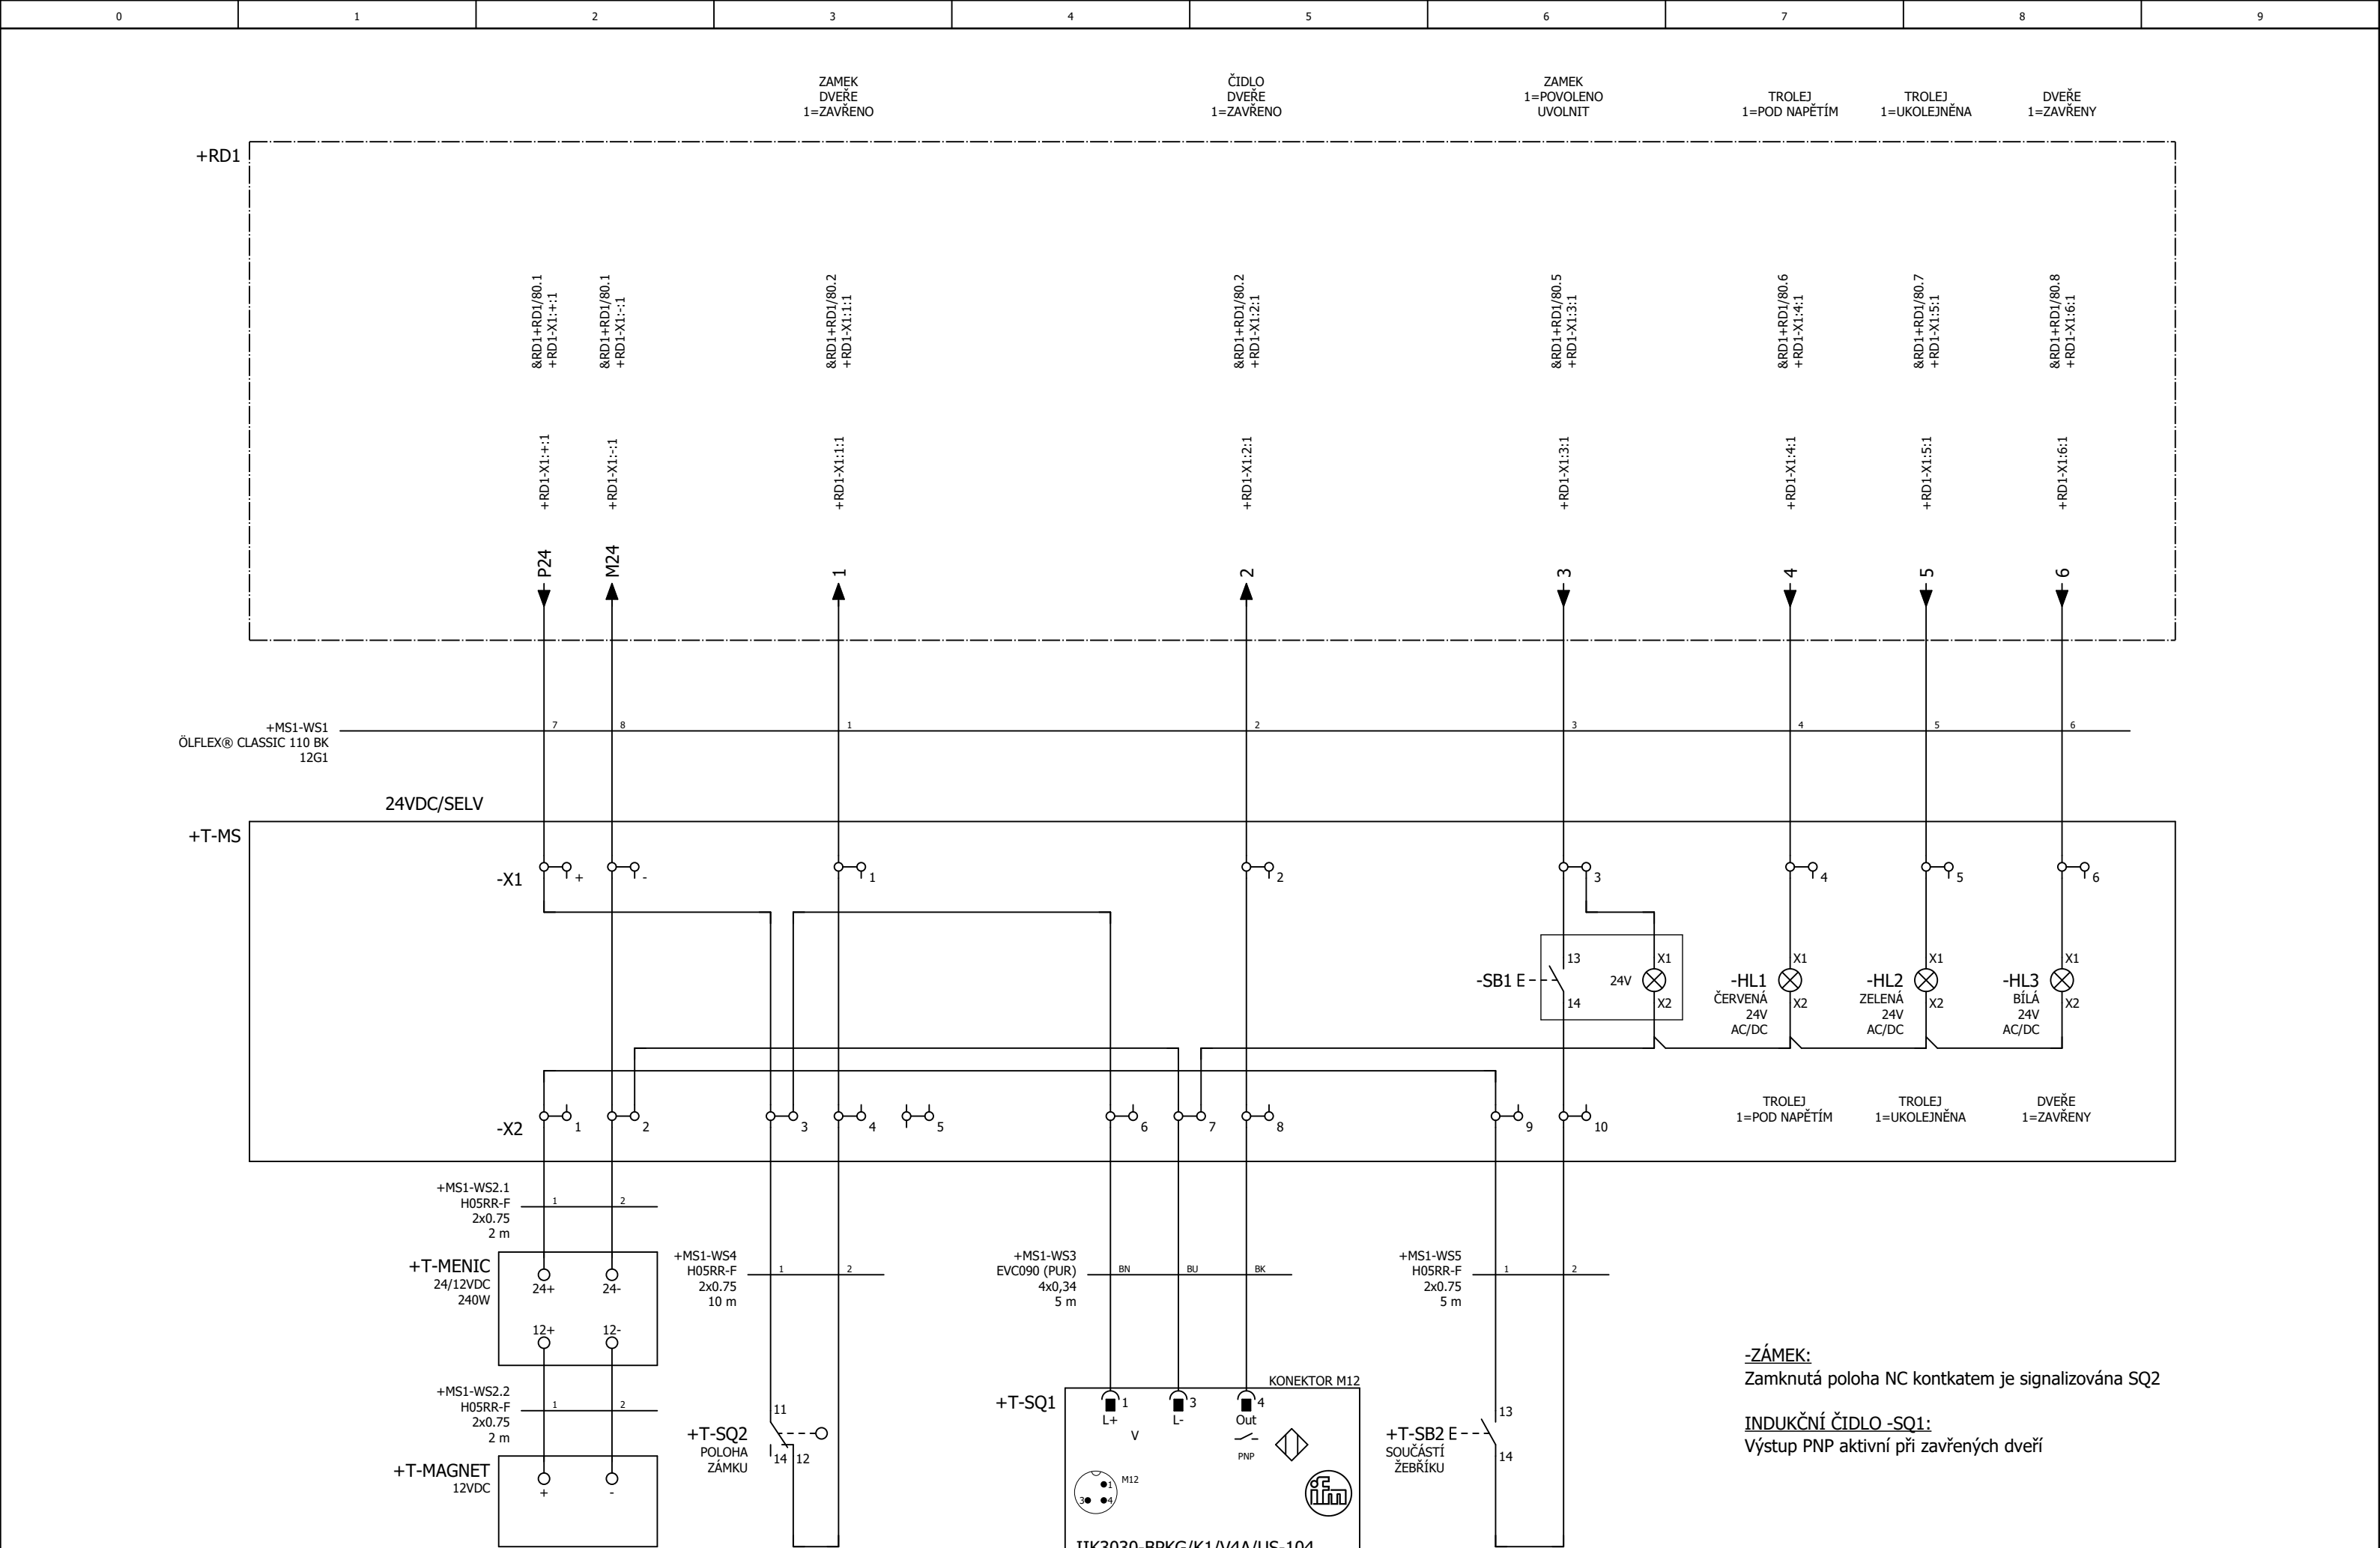 0 1 2 3 4 5 6 7 8 9
ZAMEK
DVEŘE
1=ZAVŘENO
ČIDLO
DVEŘE
1=ZAVŘENO
ZAMEK
1=POVOLENO
UVOLNIT
TROLEJ
1=POD NAPĚTÍM
TROLEJ
1=UKOLEJNĚNA
DVEŘE
1=ZAVŘENY
+RD1
&RD1+RD1/80.1
+RD1-X1:+:1
&RD1+RD1/80.1
+RD1-X1:-:1
&RD1+RD1/80.2
+RD1-X1:1:1
&RD1+RD1/80.2
+RD1-X1:2:1
&RD1+RD1/80.5
+RD1-X1:3:1
&RD1+RD1/80.6
+RD1-X1:4:1
&RD1+RD1/80.7
+RD1-X1:5:1
&RD1+RD1/80.8
+RD1-X1:6:1
+RD1-X1:+:1
+RD1-X1:-:1
+RD1-X1:1:1
+RD1-X1:2:1
+RD1-X1:3:1
+RD1-X1:4:1
+RD1-X1:5:1
+RD1-X1:6:1
P24
M24
1
2
3
4
5
6
+MS1-WS1
ÖLFLEX® CLASSIC 110 BK
12G1
7 8 1 2 3 4 5 6
24VDC/SELV
+T-MS
-X1
+ - 1 2 3 4 5 6
-SB1 E
13
14
24V
X1
X2
-HL1
ČERVENÁ
24V
AC/DC
X1
X2
-HL2
ZELENÁ
24V
AC/DC
X1
X2
-HL3
BÍLÁ
24V
AC/DC
X1
X2
TROLEJ
1=POD NAPĚTÍM
TROLEJ
1=UKOLEJNĚNA
DVEŘE
1=ZAVŘENY
-X2
1 2 3 4 5 6 7 8 9 10
+MS1-WS2.1
H05RR-F
2x0.75
2 m
1 2
+T-MENIC
24/12VDC
240W
24+ 24-
12+ 12-
+MS1-WS2.2
H05RR-F
2x0.75
2 m
1 2
+T-MAGNET
12VDC
+ -
+MS1-WS4
H05RR-F
2x0.75
10 m
1 2
+T-SQ2
POLOHA
ZÁMKU
11
14 12
+MS1-WS3
EVC090 (PUR)
4x0,34
5 m
BN BU BK
KONEKTOR M12
+T-SQ1
1 3 4
L+ L- Out
V
PNP
M12
1
3 4
ifm
IIK3030-BPKG/K1/V4A/US-104
+MS1-WS5
H05RR-F
2x0.75
5 m
1 2
+T-SB2 E
SOUČÁSTÍ
ŽEBŘÍKU
13
14
-ZÁMEK:
Zamknutá poloha NC kontkatem je signalizována SQ2
INDUKČNÍ ČIDLO -SQ1:
Výstup PNP aktivní při zavřených dveří